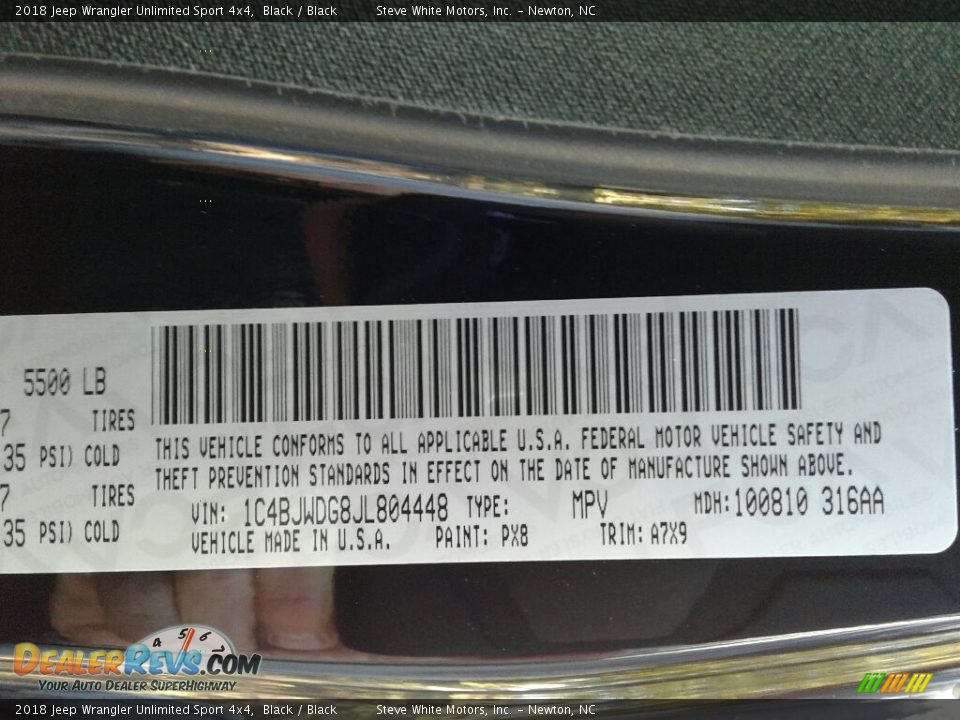 2018 Jeep Wrangler Unlimited Sport 4x4, Black / Black Steve White Motors, Inc. – Newton, NC
5500 LB
7 TIRES
35 PSI) COLD
7 TIRES
35 PSI) COLD
THIS VEHICLE CONFORMS TO ALL APPLICABLE U.S.A. FEDERAL MOTOR VEHICLE SAFETY AND
THEFT PREVENTION STANDARDS IN EFFECT ON THE DATE OF MANUFACTURE SHOWN ABOVE.
VIN: 1C4BJWDG8JL804448 TYPE: MPV MDH:100810 316AA
VEHICLE MADE IN U.S.A. PAINT: PX8 TRIM: A7X9
4 5 6
DEALERREVS.COM
YOUR AUTO DEALER SUPERHIGHWAY
2018 Jeep Wrangler Unlimited Sport 4x4, Black / Black Steve White Motors, Inc. – Newton, NC